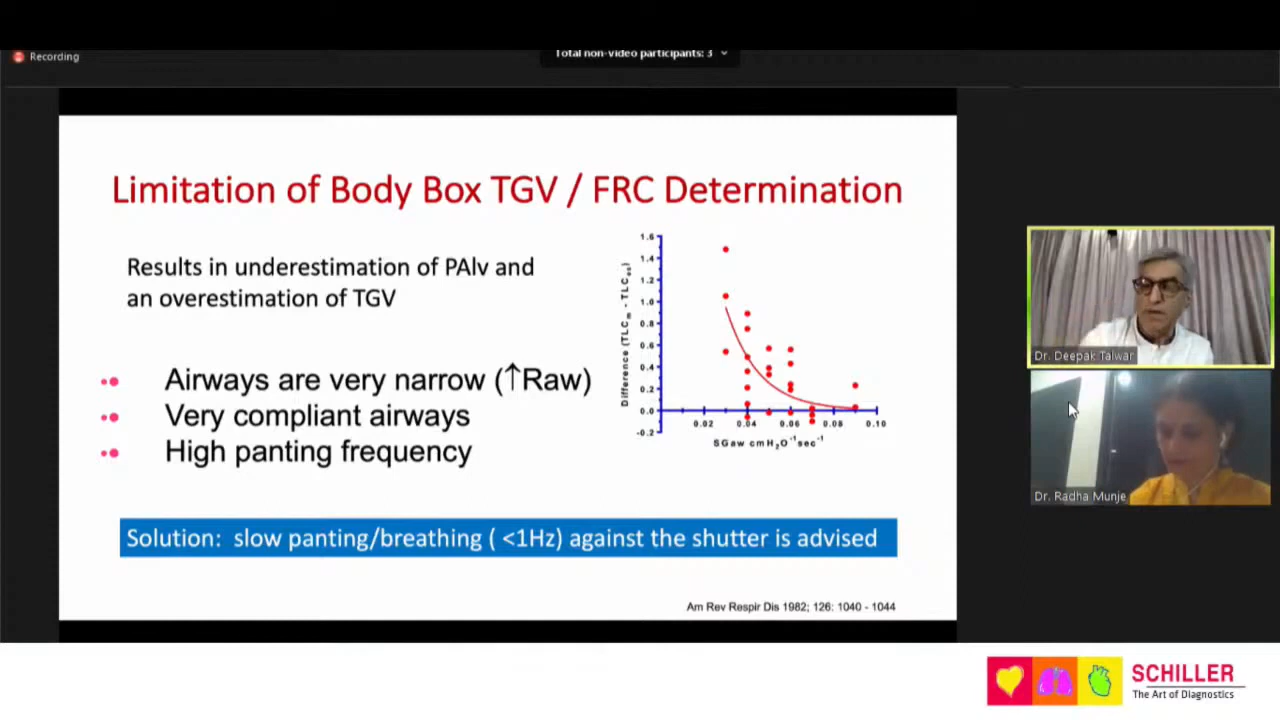 Recording
Total non-video participants: 3
Limitation of Body Box TGV / FRC Determination
Results in underestimation of PAlv and
an overestimation of TGV
Airways are very narrow (↑Raw)
Very compliant airways
High panting frequency
Difference (TLCm - TLCes)
1.6
1.4
1.2
1.0
0.8
0.6
0.4
0.2
0.0
-0.2
0.02 0.04 0.06 0.08 0.10
SGaw cmH₂O⁻¹sec⁻¹
Solution: slow panting/breathing ( <1Hz) against the shutter is advised
Am Rev Respir Dis 1982; 126: 1040 - 1044
Dr. Deepak Talwar
Dr. Radha Munje
SCHILLER
The Art of Diagnostics